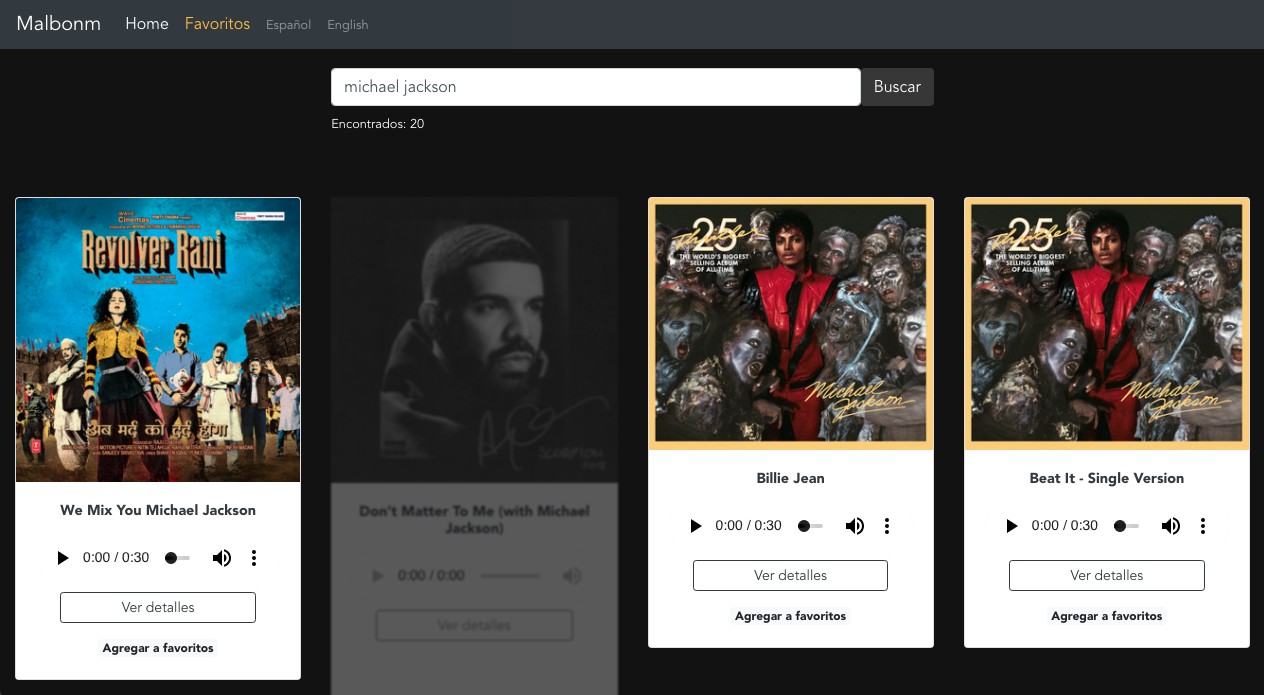 Malbonm Home Favoritos Español English
michael jackson Buscar
Encontrados: 20
Cinemas
Revolver Rani
अब मर्द को दर्द होगा
We Mix You Michael Jackson
0:00 / 0:30
Ver detalles
Agregar a favoritos
SCORPION
Don't Matter To Me (with Michael
Jackson)
0:00 / 0:00
Ver detalles
Thriller 25
THE WORLD'S BIGGEST
SELLING ALBUM
OF ALL TIME
Michael
Jackson
Billie Jean
0:00 / 0:30
Ver detalles
Agregar a favoritos
Thriller 25
THE WORLD'S BIGGEST
SELLING ALBUM
OF ALL TIME
Michael
Jackson
Beat It - Single Version
0:00 / 0:30
Ver detalles
Agregar a favoritos